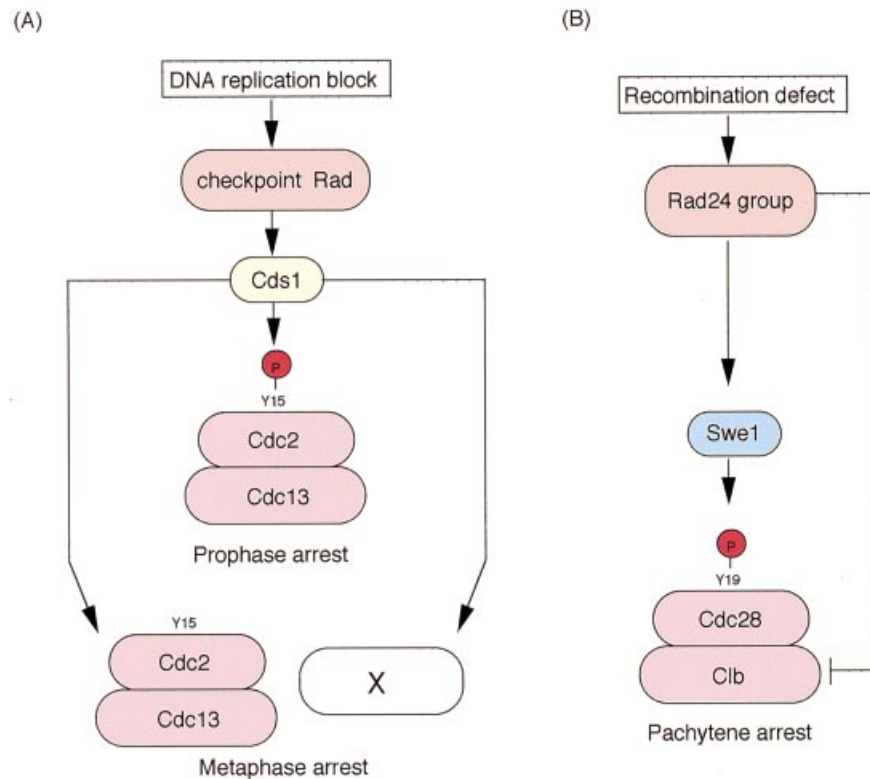 (A)
DNA replication block
checkpoint Rad
Cds1
P
Y15
Cdc2
Cdc13
Prophase arrest
Y15
Cdc2
Cdc13
X
Metaphase arrest
(B)
Recombination defect
Rad24 group
Swe1
P
Y19
Cdc28
Clb
Pachytene arrest